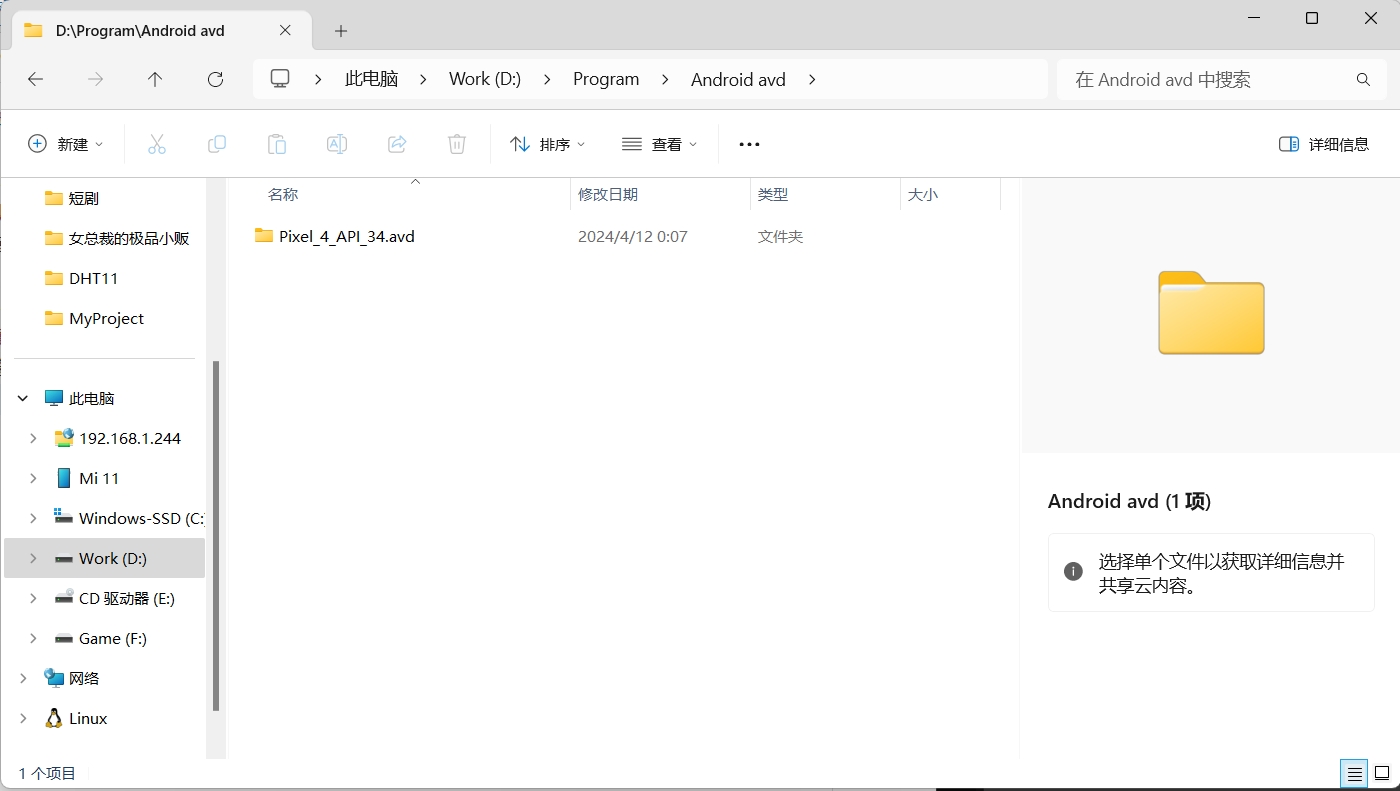 D:\Program\Android avd
此电脑 Work (D:) Program Android avd
在 Android avd 中搜索
新建 排序 查看 详细信息
短剧
女总裁的极品小贩
DHT11
MyProject
此电脑
192.168.1.244
Mi 11
Windows-SSD (C:
Work (D:)
CD 驱动器 (E:)
Game (F:)
网络
Linux
名称 修改日期 类型 大小
Pixel_4_API_34.avd 2024/4/12 0:07 文件夹
Android avd (1 项)
选择单个文件以获取详细信息并
共享云内容。
1 个项目